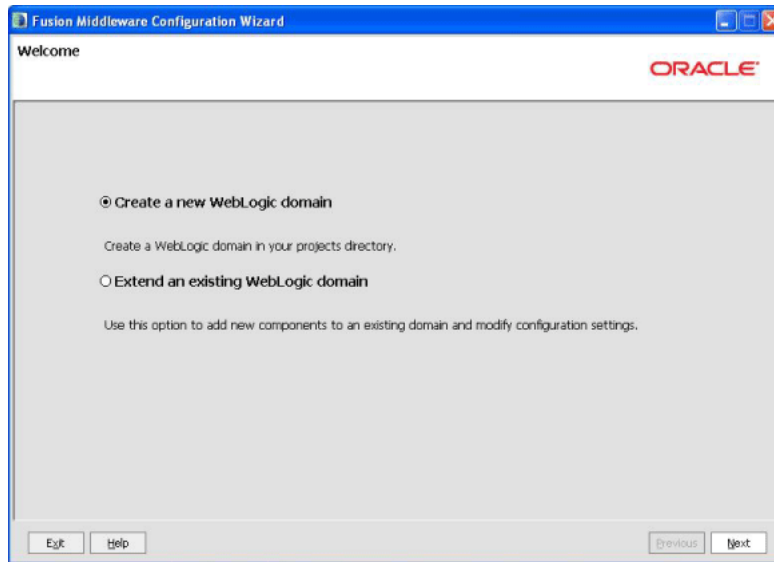 Fusion Middleware Configuration Wizard
Welcome
ORACLE
Create a new WebLogic domain
Create a WebLogic domain in your projects directory.
Extend an existing WebLogic domain
Use this option to add new components to an existing domain and modify configuration settings.
Exit Help Previous Next